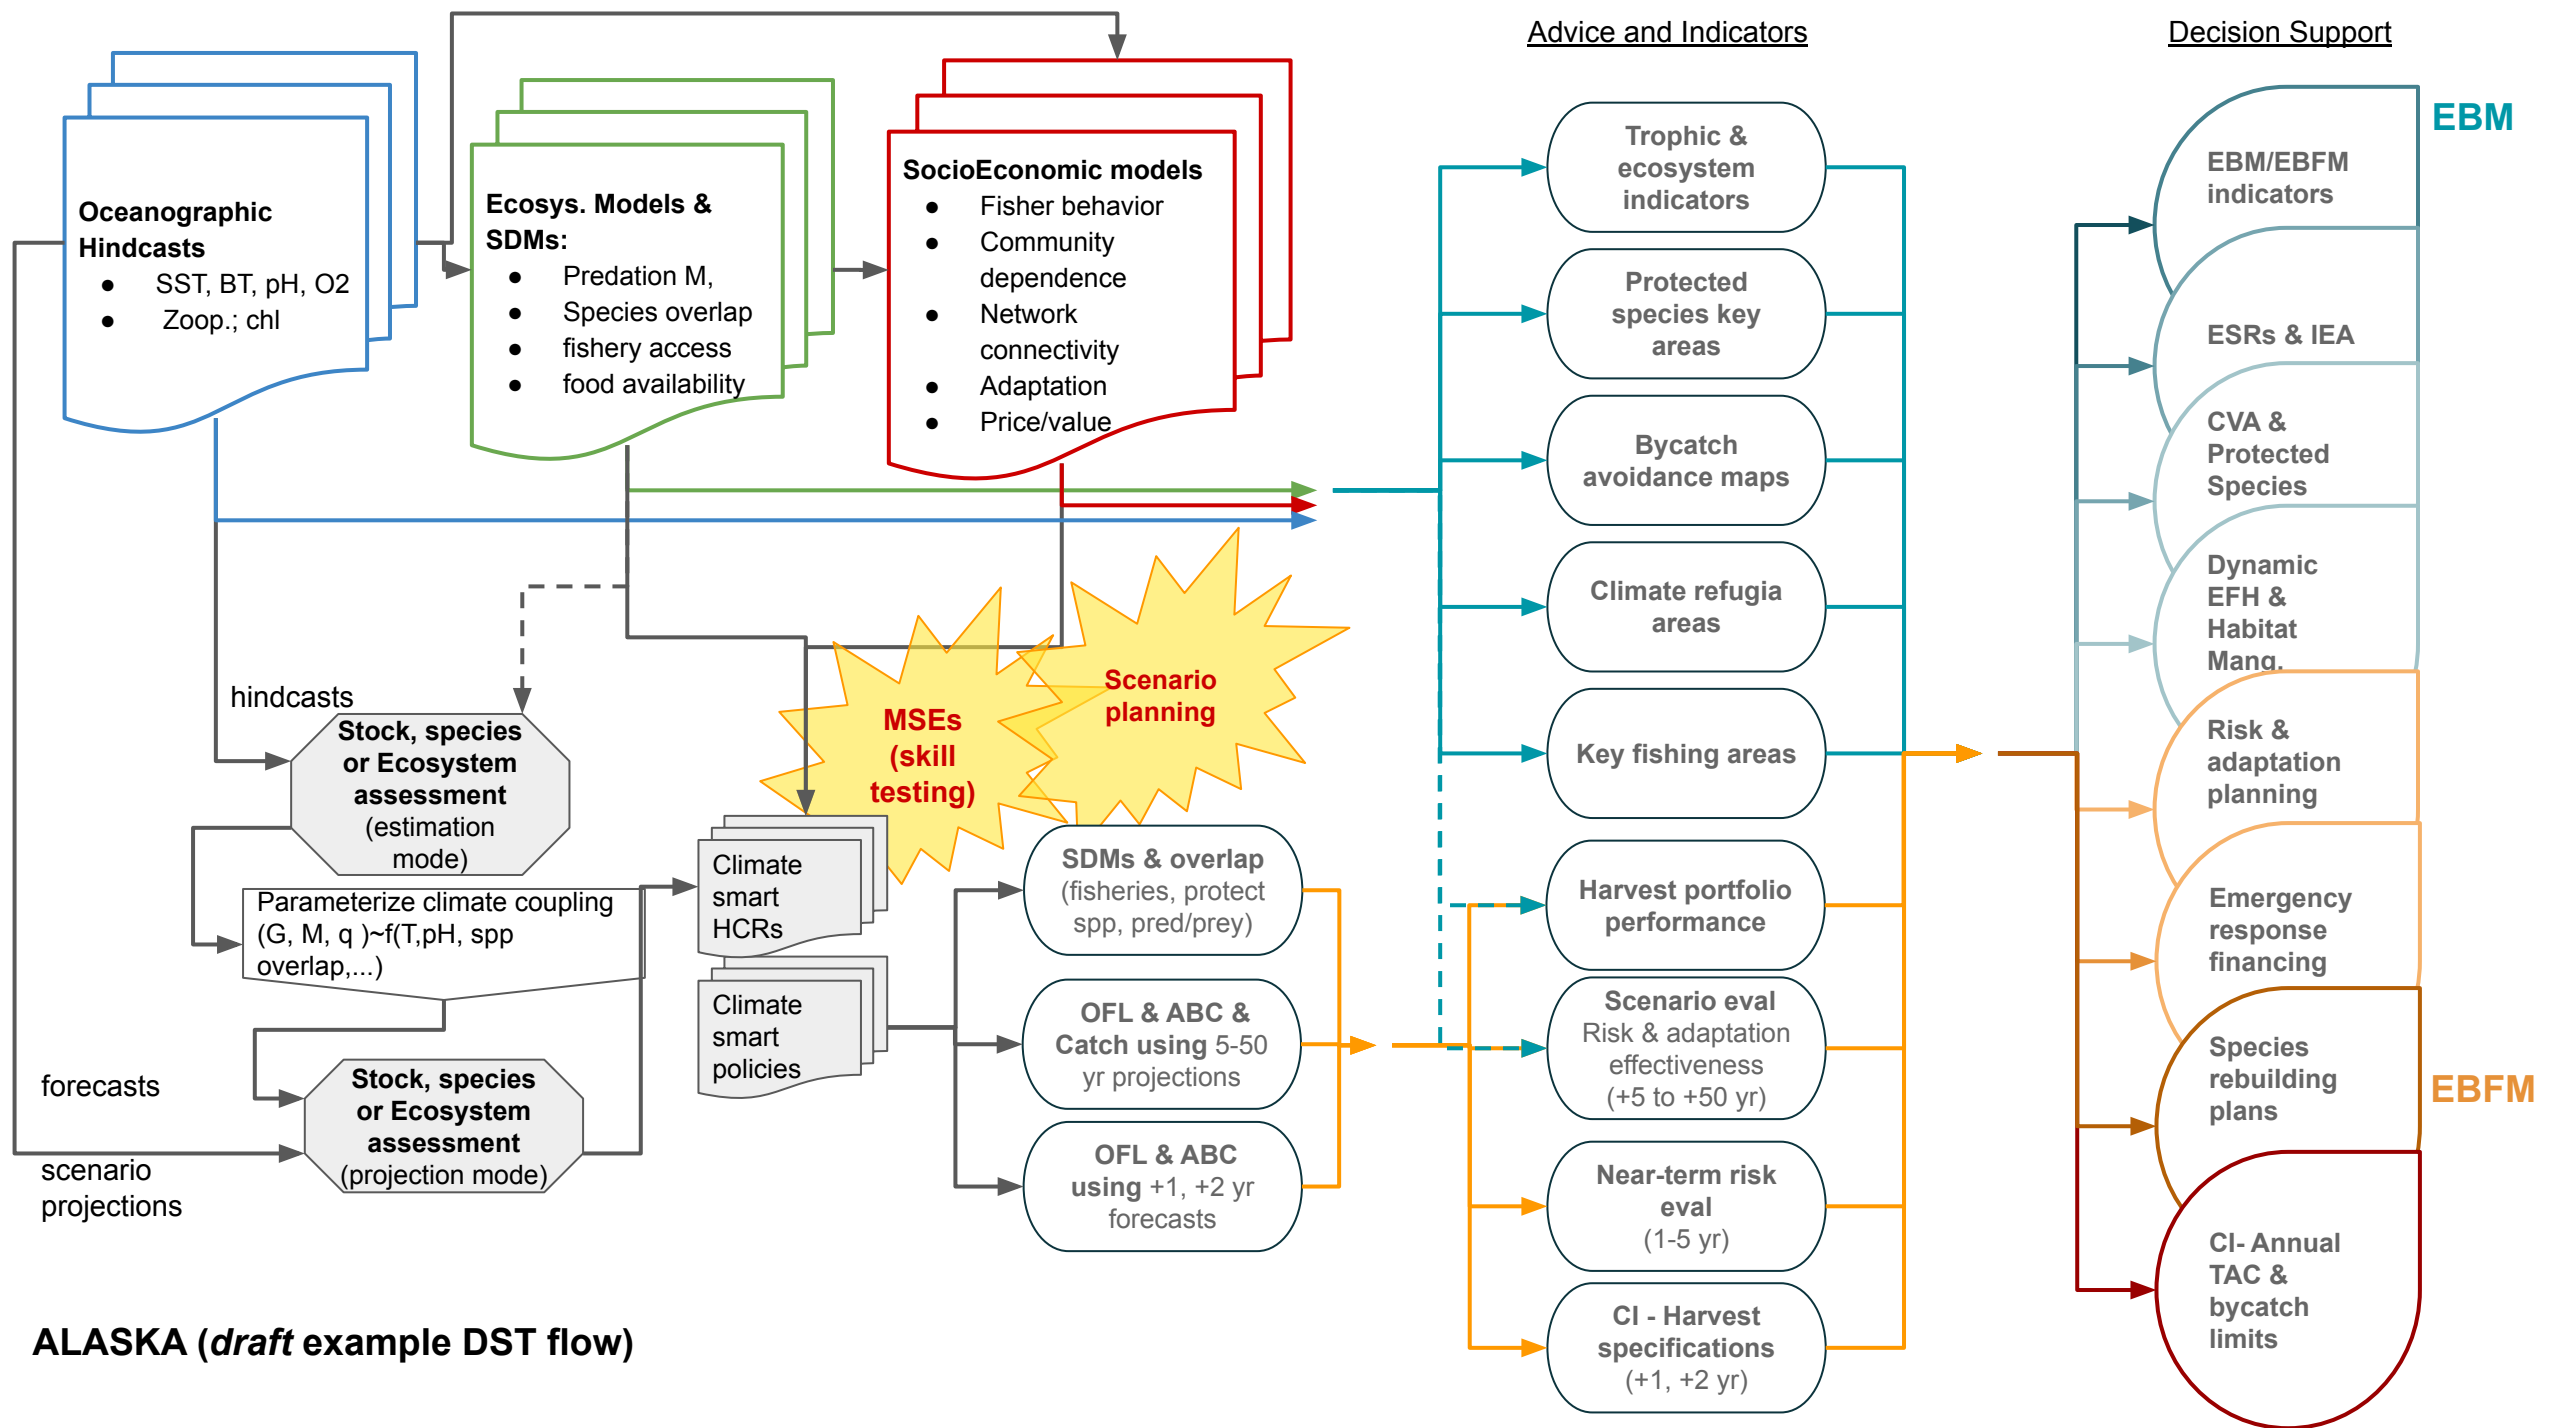 Advice and Indicators
Decision Support
Oceanographic
Hindcasts
● SST, BT, pH, O2
● Zoop.; chl
Ecosys. Models &
SDMs:
● Predation M,
● Species overlap
● fishery access
● food availability
SocioEconomic models
● Fisher behavior
● Community
dependence
● Network
connectivity
● Adaptation
● Price/value
hindcasts
Stock, species
or Ecosystem
assessment
(estimation
mode)
Parameterize climate coupling
(G, M, q )~f(T,pH, spp
overlap,...)
forecasts
scenario
projections
Stock, species
or Ecosystem
assessment
(projection mode)
MSEs
(skill
testing)
Scenario
planning
Climate
smart
HCRs
Climate
smart
policies
SDMs & overlap
(fisheries, protect
spp, pred/prey)
OFL & ABC &
Catch using 5-50
yr projections
OFL & ABC
using +1, +2 yr
forecasts
Trophic &
ecosystem
indicators
Protected
species key
areas
Bycatch
avoidance maps
Climate refugia
areas
Key fishing areas
Harvest portfolio
performance
Scenario eval
Risk & adaptation
effectiveness
(+5 to +50 yr)
Near-term risk
eval
(1-5 yr)
CI - Harvest
specifications
(+1, +2 yr)
EBM
EBM/EBFM
indicators
ESRs & IEA
CVA &
Protected
Species
Dynamic
EFH &
Habitat
Mang.
Risk &
adaptation
planning
Emergency
response
financing
Species
rebuilding
plans
EBFM
CI- Annual
TAC &
bycatch
limits
ALASKA (draft example DST flow)